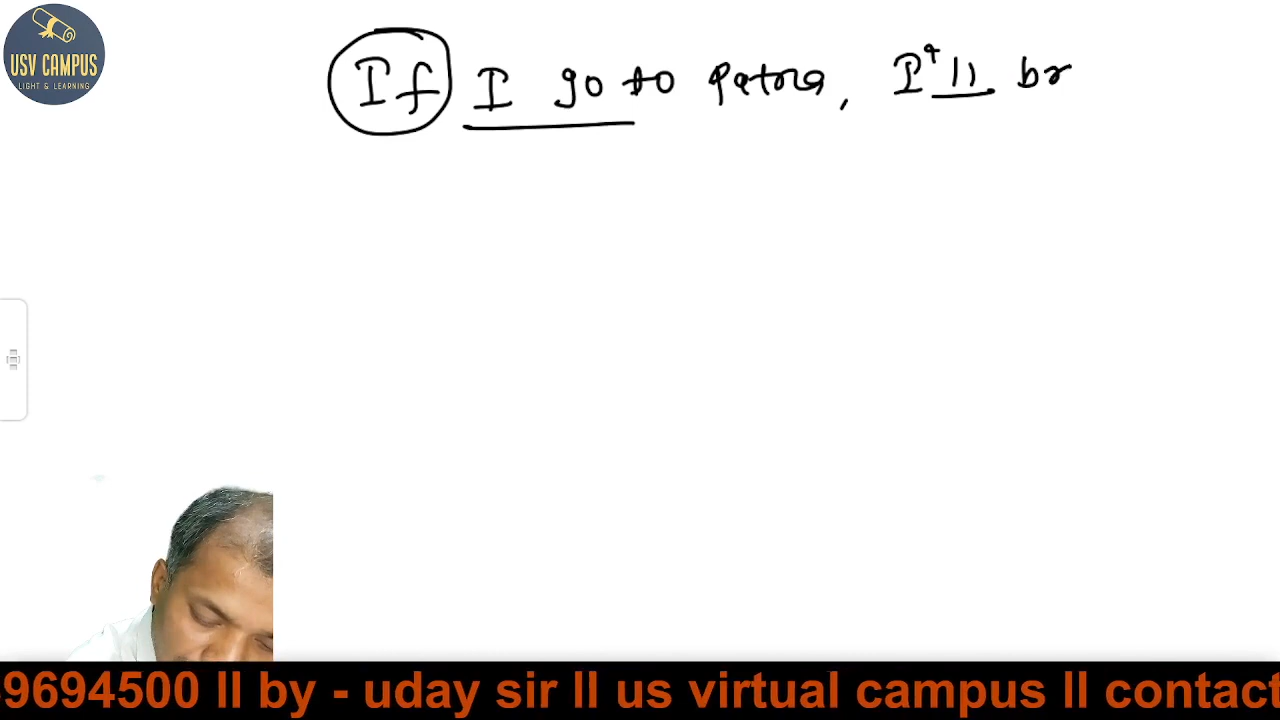 USV CAMPUS
LIGHT & LEARNING
If I go to Patna, I'll br
9694500 ll by - uday sir ll us virtual campus ll contact